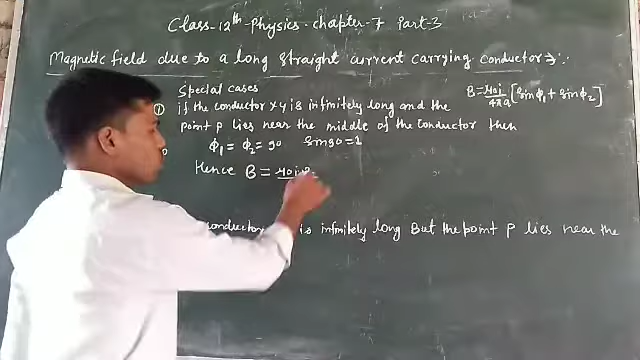 Class-12th-Physics-chapter-7 Part-3
Magnetic field due to a long straight current carrying conductor→:-
Special cases
B=μ0i/4πa[sinφ1+sinφ2]
① if the conductor XY is infinitely long and the
point P lies near the middle of the conductor then
φ1=φ2=90 sin90=1
Hence B=μ0i
conductor is infinitely long But the point P lies near the